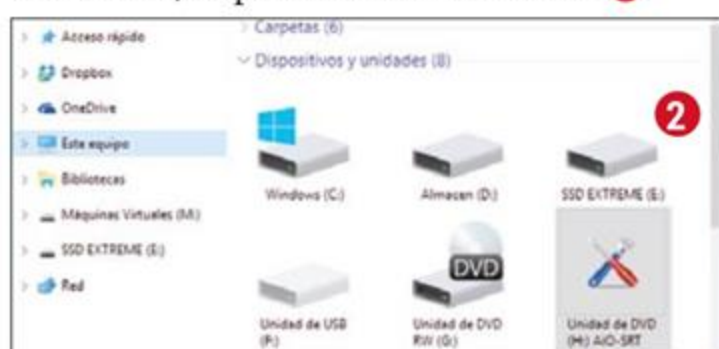 Acceso rápido
Dropbox
OneDrive
Este equipo
Bibliotecas
Máquinas Virtuales (M:)
SSD EXTREME (E:)
Red
Carpetas (6)
Dispositivos y unidades (8)
2
Windows (C:)
Almacen (D:)
SSD EXTREME (E:)
Unidad de USB
(F:)
DVD
Unidad de DVD
RW (G:)
Unidad de DVD
(H:) AiO-SRT